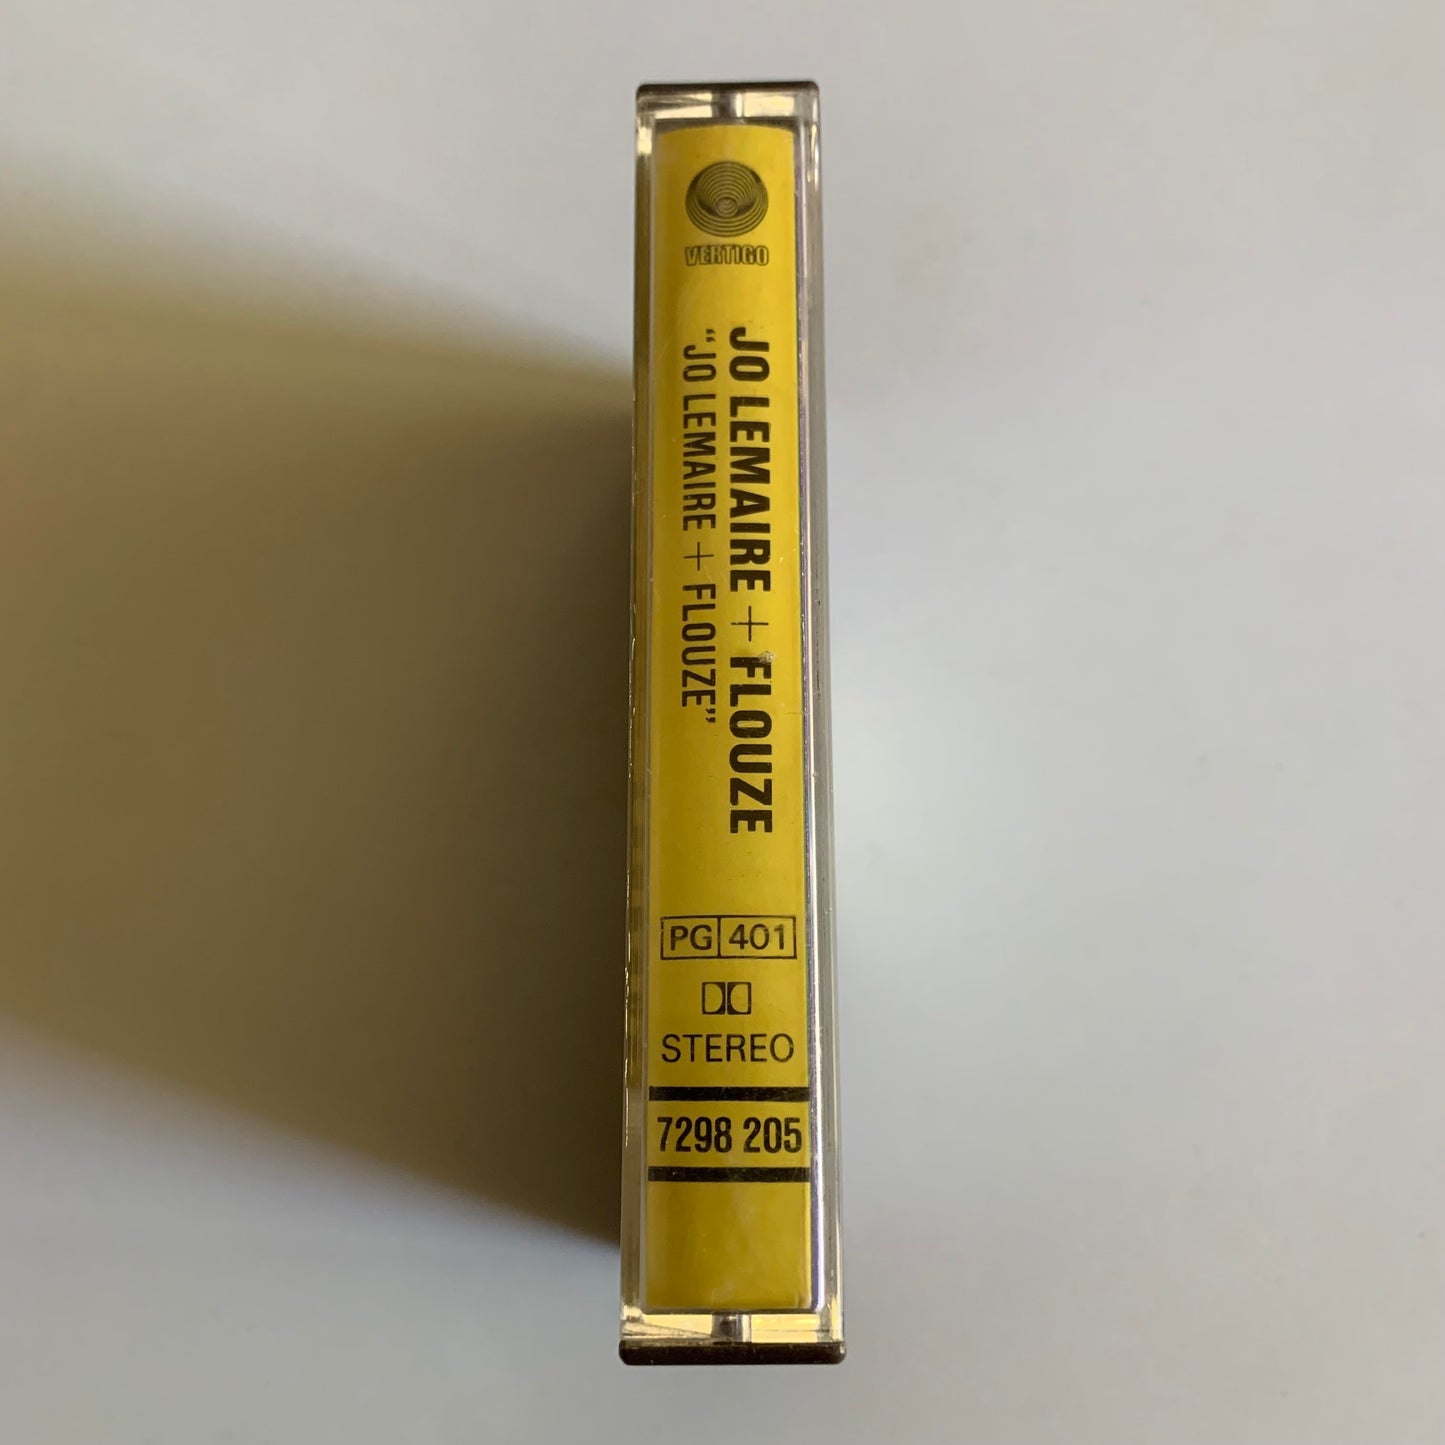 VERTIGO
JO LEMAIRE + FLOUZE
“JO LEMAIRE + FLOUZE”
PG 401
STEREO
7298 205